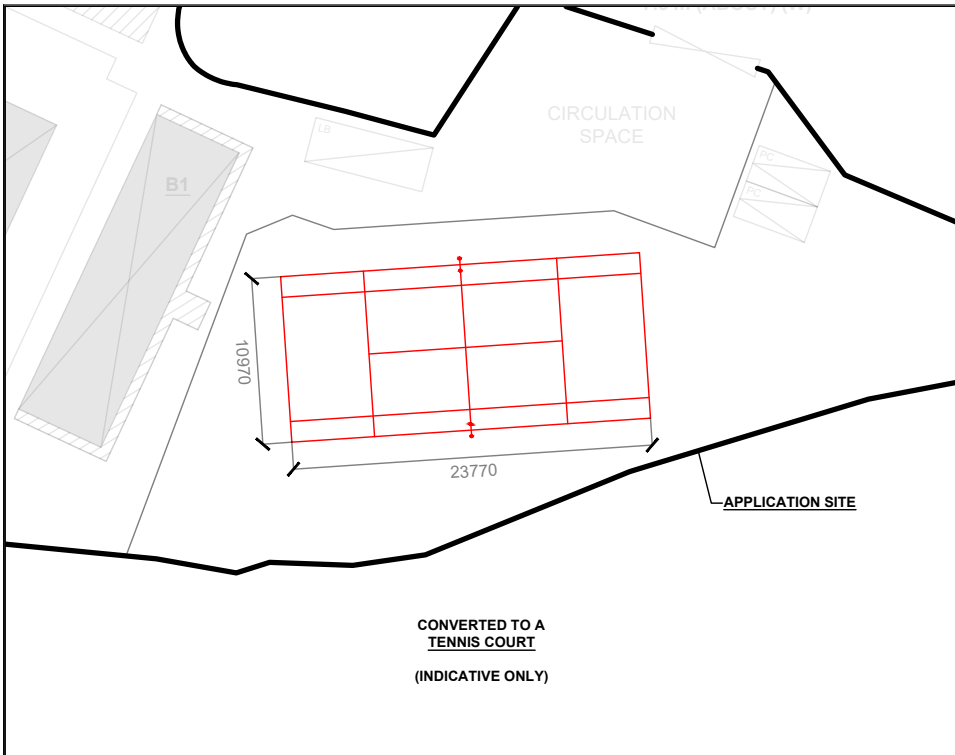 CIRCULATION
SPACE
LB
PC
PC
B1
10970
23770
APPLICATION SITE
CONVERTED TO A
TENNIS COURT
(INDICATIVE ONLY)